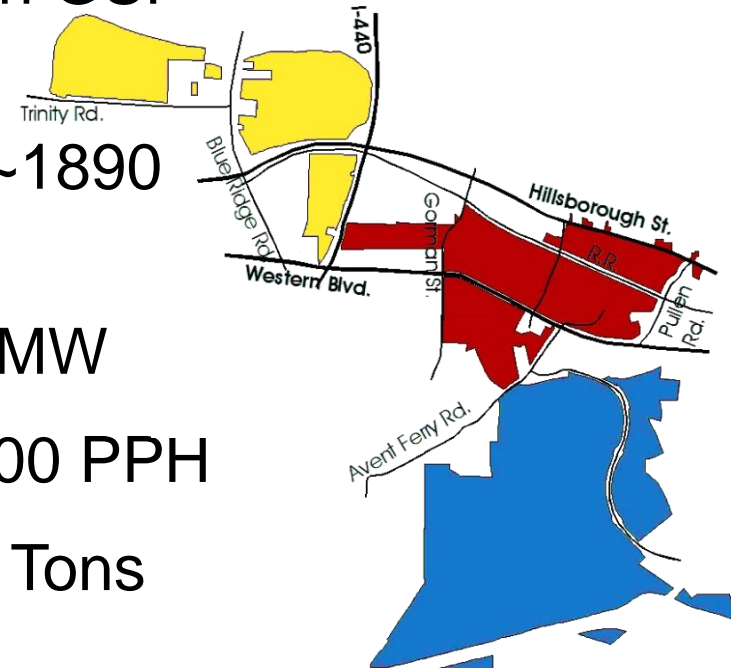 I-440
Trinity Rd.
~1890
Blue Ridge Rd.
Hillsborough St.
Gorman St.
R.R.
Western Blvd.
Pullen Rd.
MW
Avent Ferry Rd.
00 PPH
Tons